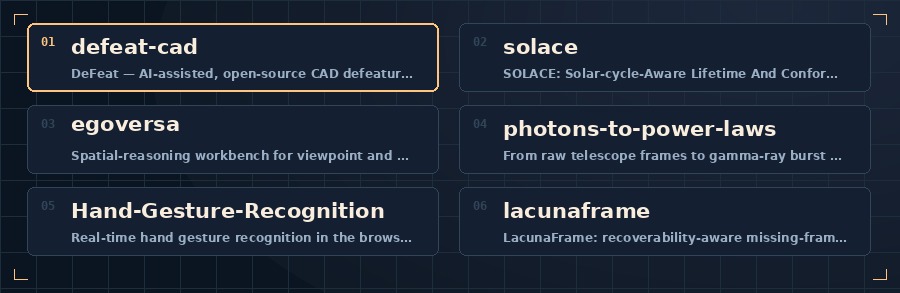 01 defeat-cad
DeFeat — AI-assisted, open-source CAD defeatur...
02 solace
SOLACE: Solar-cycle-Aware Lifetime And Confor...
03 egoversa
Spatial-reasoning workbench for viewpoint and ...
04 photons-to-power-laws
From raw telescope frames to gamma-ray burst ...
05 Hand-Gesture-Recognition
Real-time hand gesture recognition in the brows...
06 lacunaframe
LacunaFrame: recoverability-aware missing-fram...